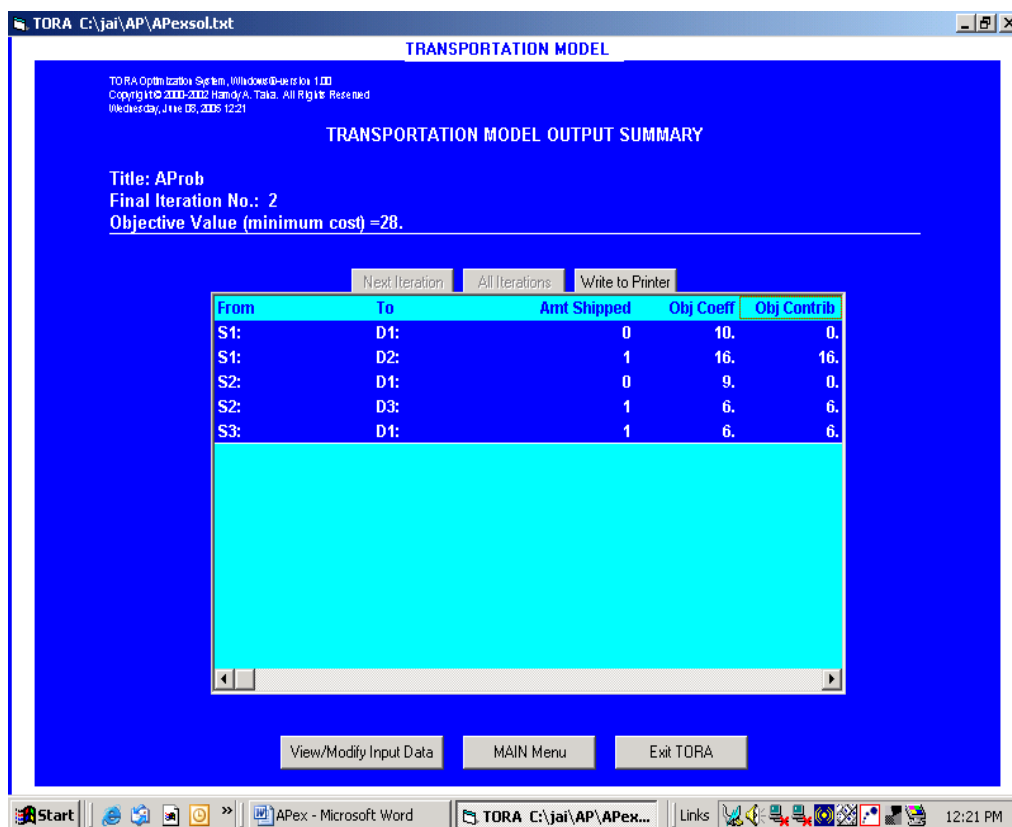 TORA C:\jai\AP\APexsol.txt
TRANSPORTATION MODEL
TORA Optimization System, Windows®-version 1.00
Copyright© 2000-2002 Hamdy A. Taha. All Rights Reserved
Wednesday, June 08, 2005 12:21
TRANSPORTATION MODEL OUTPUT SUMMARY
Title: AProb
Final Iteration No.: 2
Objective Value (minimum cost) =28.
Next Iteration All Iterations Write to Printer
From To Amt Shipped Obj Coeff Obj Contrib
S1: D1: 0 10. 0.
S1: D2: 1 16. 16.
S2: D1: 0 9. 0.
S2: D3: 1 6. 6.
S3: D1: 1 6. 6.
View/Modify Input Data MAIN Menu Exit TORA
Start » APex - Microsoft Word TORA C:\jai\AP\APex... Links 12:21 PM